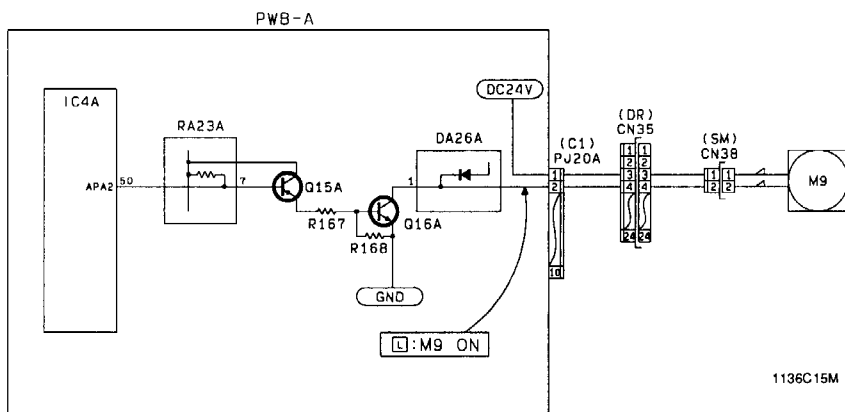 PWB-A
IC4A
APA2
50
RA23A
7
Q15A
R167
R168
Q16A
GND
1
DA26A
DC24V
(C1)
PJ20A
1
2
10
(DR)
CN35
1 1
2 2
3 3
4 4
24 24
(SM)
CN38
1 1
2 2
M9
L:M9 ON
1136C15M